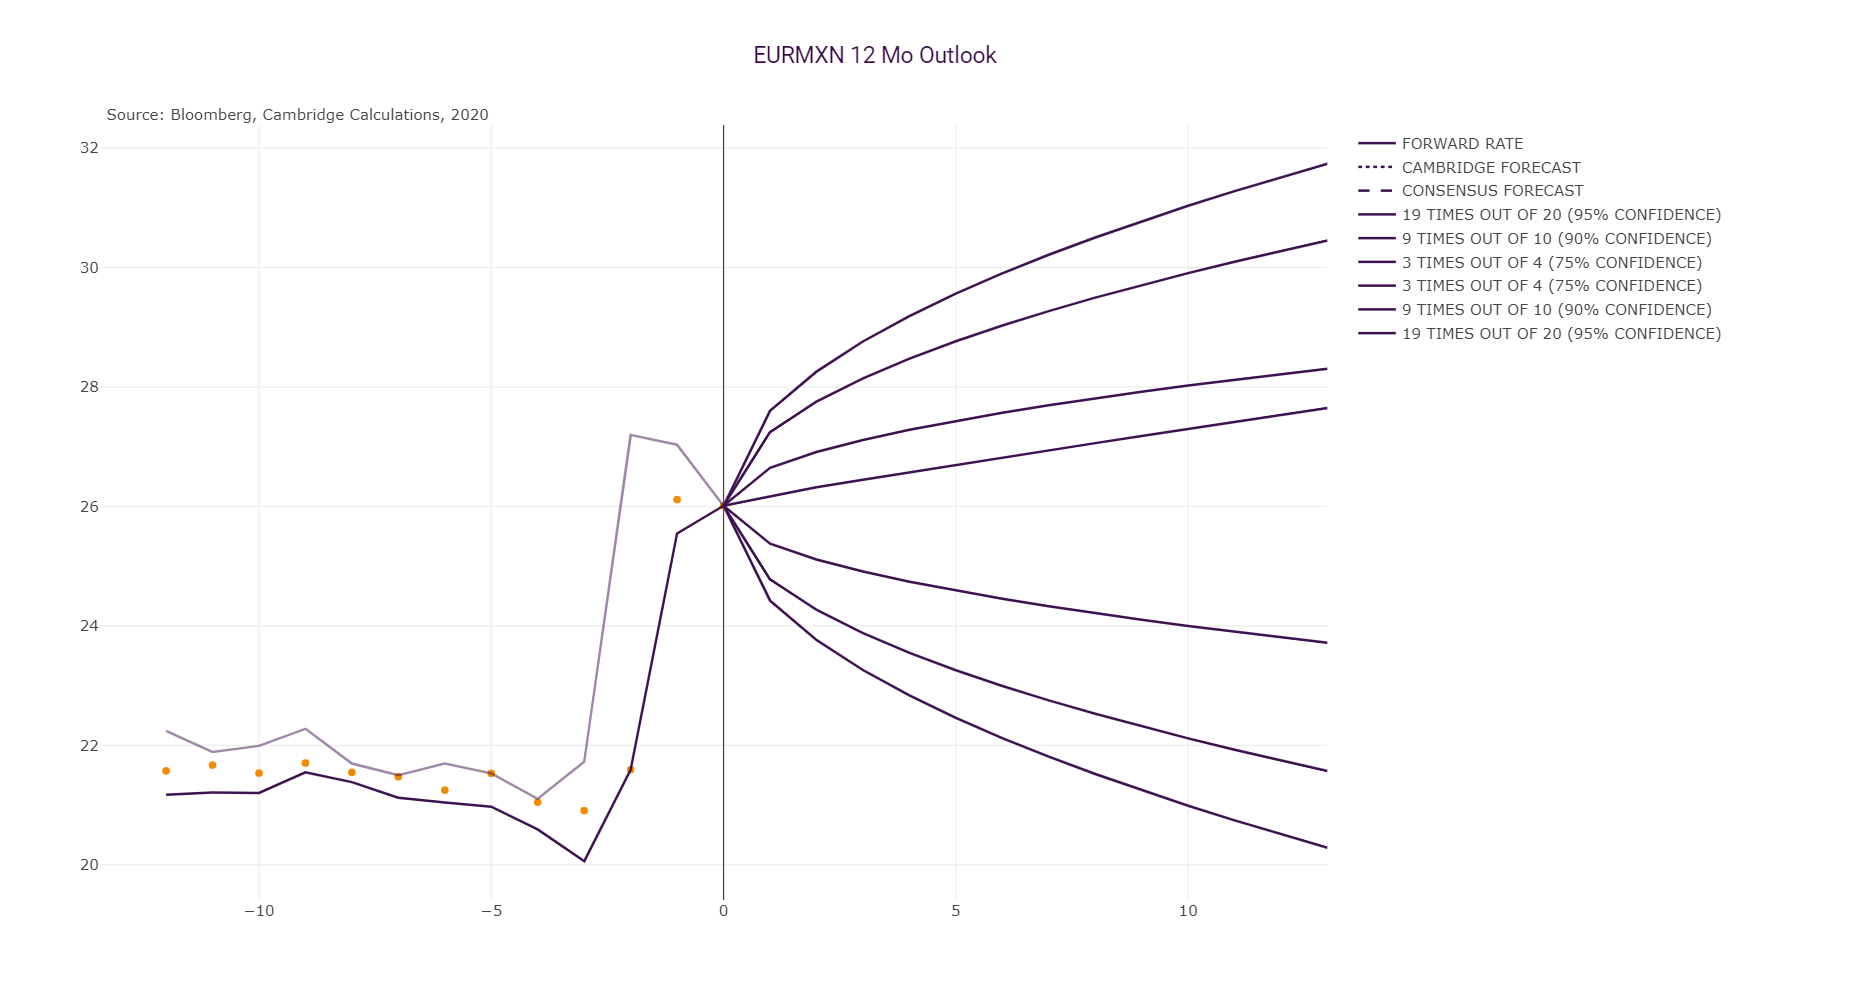 EURMXN 12 Mo Outlook
Source: Bloomberg, Cambridge Calculations, 2020
32
30
28
26
24
22
20
−10
−5
0
5
10
FORWARD RATE
CAMBRIDGE FORECAST
CONSENSUS FORECAST
19 TIMES OUT OF 20 (95% CONFIDENCE)
9 TIMES OUT OF 10 (90% CONFIDENCE)
3 TIMES OUT OF 4 (75% CONFIDENCE)
3 TIMES OUT OF 4 (75% CONFIDENCE)
9 TIMES OUT OF 10 (90% CONFIDENCE)
19 TIMES OUT OF 20 (95% CONFIDENCE)